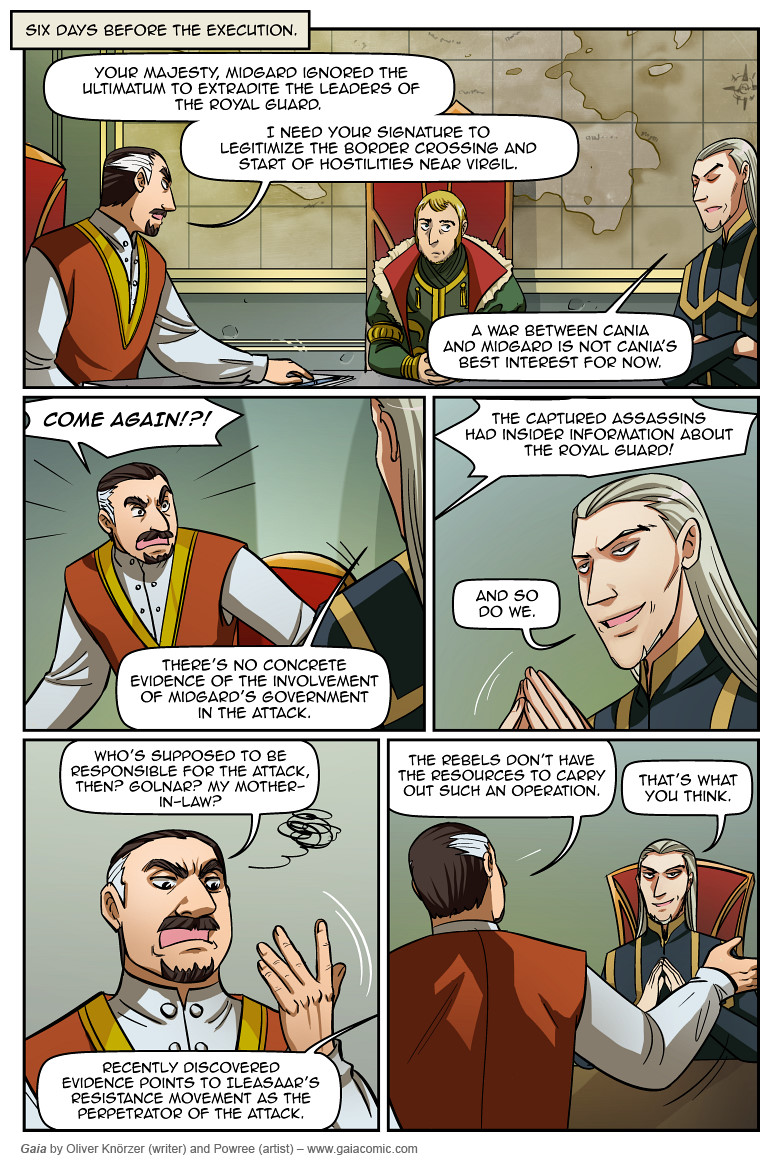 SIX DAYS BEFORE THE EXECUTION.
YOUR MAJESTY, MIDGARD IGNORED THE
ULTIMATUM TO EXTRADITE THE LEADERS OF
THE ROYAL GUARD.
I NEED YOUR SIGNATURE TO
LEGITIMIZE THE BORDER CROSSING AND
START OF HOSTILITIES NEAR VIRGIL.
A WAR BETWEEN CANIA
AND MIDGARD IS NOT CANIA'S
BEST INTEREST FOR NOW.
COME AGAIN!?!
THERE'S NO CONCRETE
EVIDENCE OF THE INVOLVEMENT
OF MIDGARD'S GOVERNMENT
IN THE ATTACK.
THE CAPTURED ASSASSINS
HAD INSIDER INFORMATION ABOUT
THE ROYAL GUARD!
AND SO
DO WE.
WHO'S SUPPOSED TO BE
RESPONSIBLE FOR THE ATTACK,
THEN? GOLNAR? MY MOTHER-
IN-LAW?
RECENTLY DISCOVERED
EVIDENCE POINTS TO ILEASAAR'S
RESISTANCE MOVEMENT AS THE
PERPETRATOR OF THE ATTACK.
THE REBELS DON'T HAVE
THE RESOURCES TO CARRY
OUT SUCH AN OPERATION.
THAT'S WHAT
YOU THINK.
Gaia by Oliver Knörzer (writer) and Powree (artist) – www.gaiacomic.com